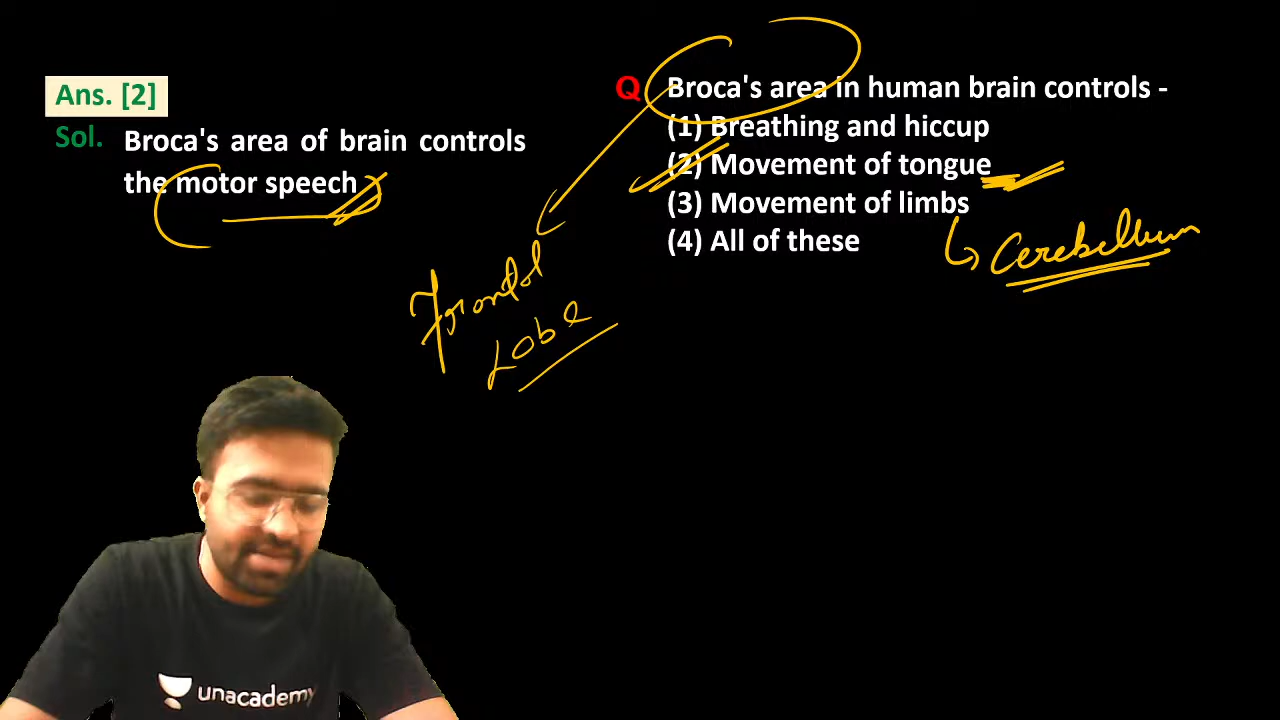 Ans. [2]
Sol. Broca's area of brain controls
the motor speech
Q Broca's area in human brain controls -
(1) Breathing and hiccup
(2) Movement of tongue
(3) Movement of limbs
(4) All of these
Cerebellum
Frontal
Lobe
unacademy